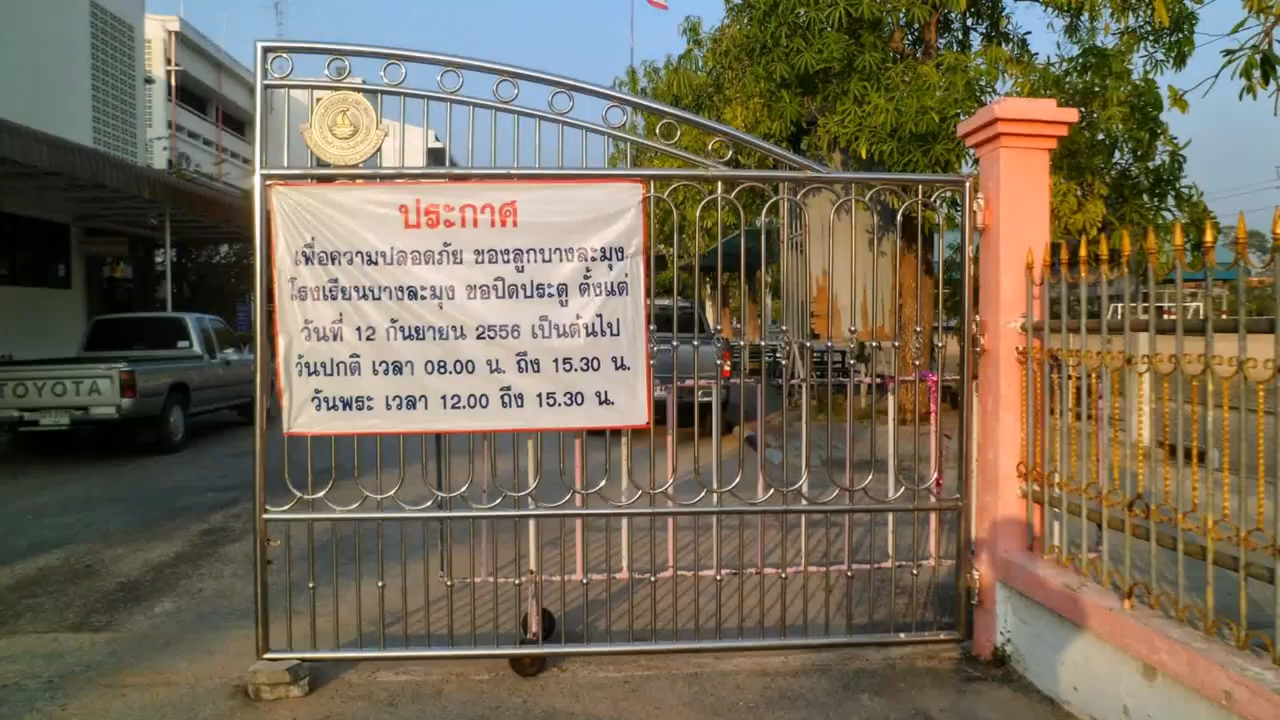 ประกาศ
เพื่อความปลอดภัย ของลูกบางละมุง
โรงเรียนบางละมุง ขอปิดประตู ตั้งแต่
วันที่ 12 กันยายน 2556 เป็นต้นไป
วันปกติ เวลา 08.00 น. ถึง 15.30 น.
วันพระ เวลา 12.00 ถึง 15.30 น.
TOYOTA